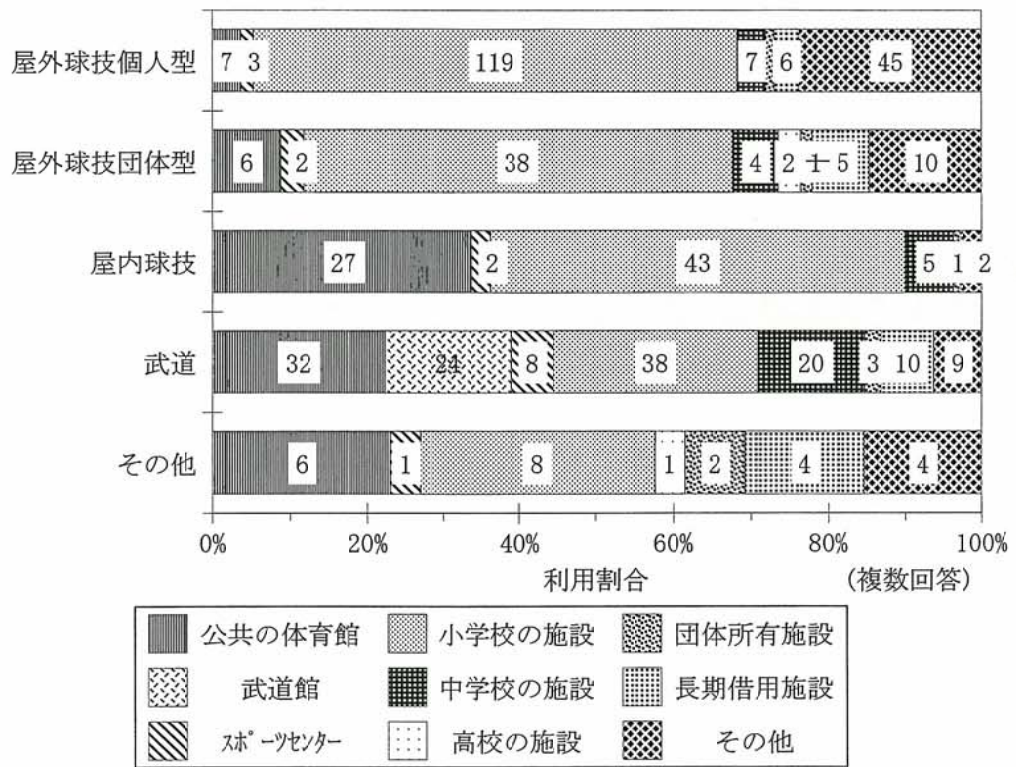 屋外球技個人型 7 3 119 7 6 45
屋外球技団体型 6 2 38 4 2 1 5 10
屋内球技 27 2 43 5 1 2
武道 32 24 8 38 20 3 10 9
その他 6 1 8 1 2 4 4
0% 20% 40% 60% 80% 100%
利用割合 (複数回答)
公共の体育館 小学校の施設 団体所有施設
武道館 中学校の施設 長期借用施設
スポーツセンター 高校の施設 その他